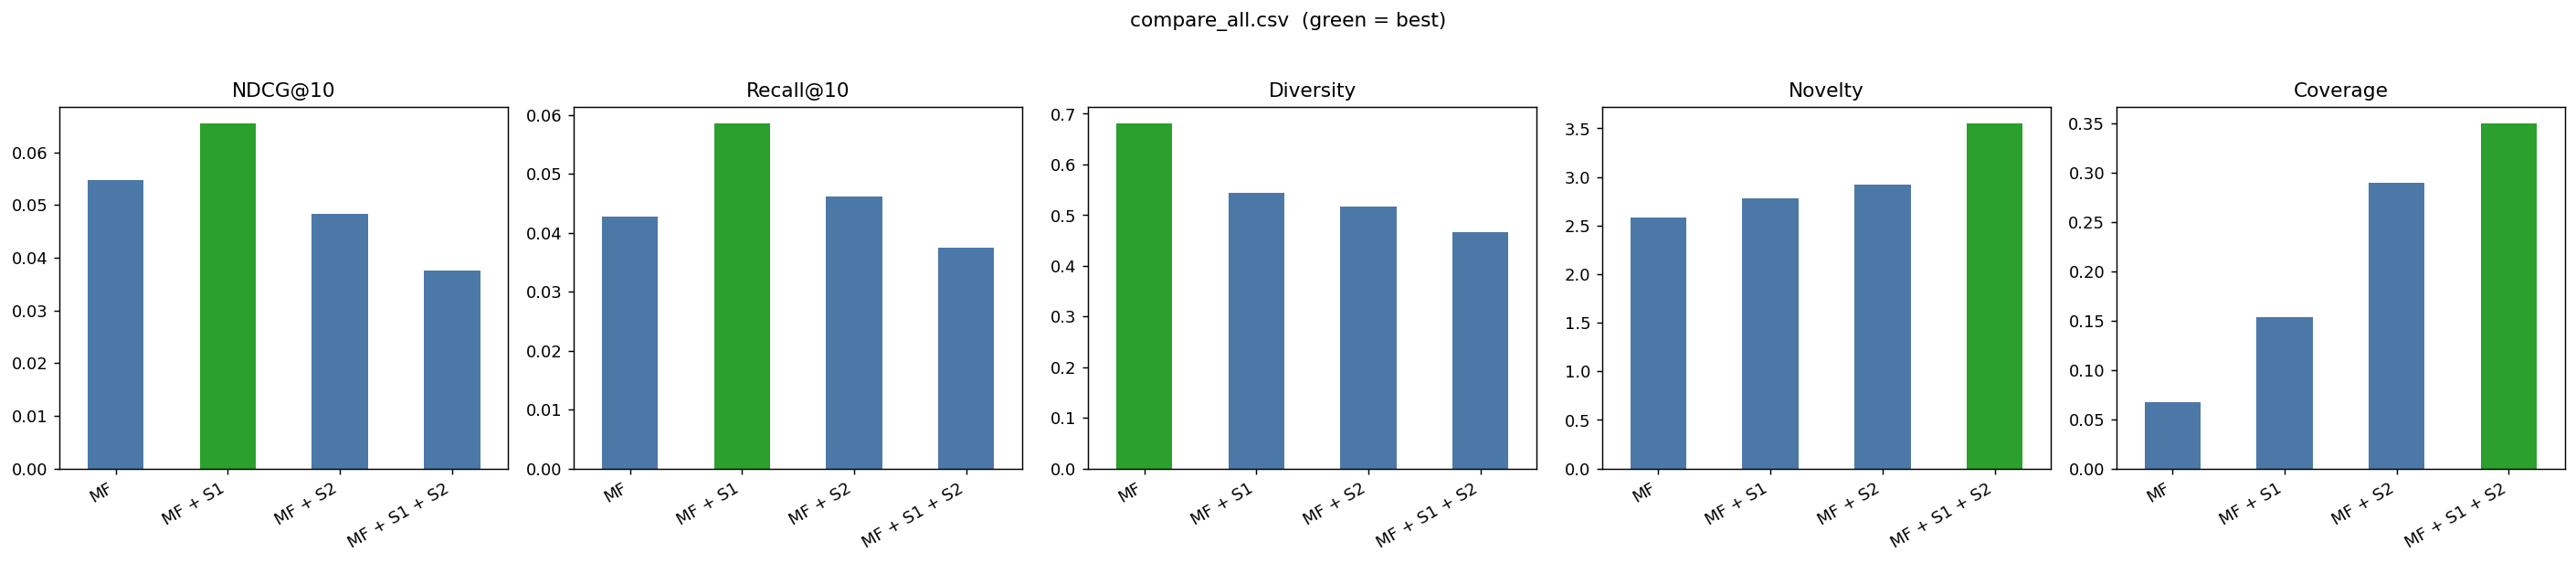 compare_all.csv  (green = best)
NDCG@10
0.06
0.05
0.04
0.03
0.02
0.01
0.00
MF
MF + S1
MF + S2
MF + S1 + S2
Recall@10
0.06
0.05
0.04
0.03
0.02
0.01
0.00
MF
MF + S1
MF + S2
MF + S1 + S2
Diversity
0.7
0.6
0.5
0.4
0.3
0.2
0.1
0.0
MF
MF + S1
MF + S2
MF + S1 + S2
Novelty
3.5
3.0
2.5
2.0
1.5
1.0
0.5
0.0
MF
MF + S1
MF + S2
MF + S1 + S2
Coverage
0.35
0.30
0.25
0.20
0.15
0.10
0.05
0.00
MF
MF + S1
MF + S2
MF + S1 + S2